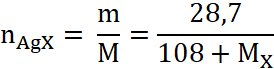 n_AgX = m/M = 28,7/(108 + M_X)